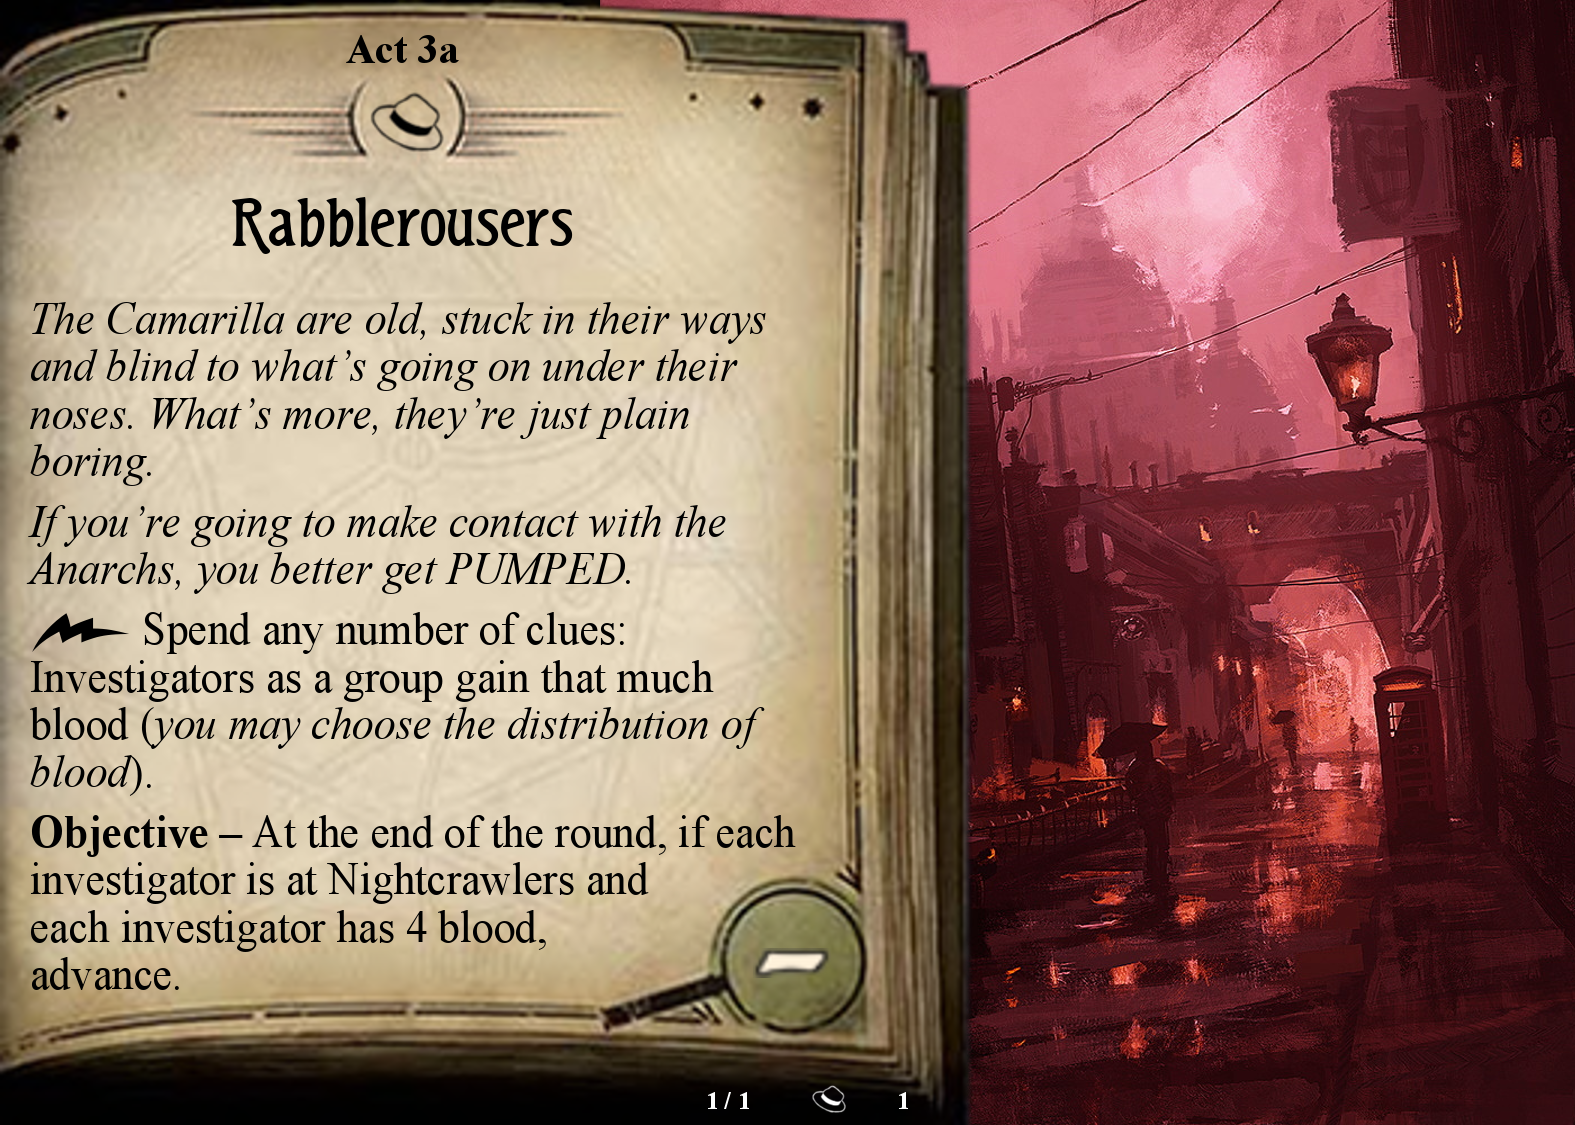 Act 3a
Rabblerousers
The Camarilla are old, stuck in their ways
and blind to what’s going on under their
noses. What’s more, they’re just plain
boring.
If you’re going to make contact with the
Anarchs, you better get PUMPED.
Spend any number of clues:
Investigators as a group gain that much
blood (you may choose the distribution of
blood).
Objective – At the end of the round, if each
investigator is at Nightcrawlers and
each investigator has 4 blood,
advance.
–
1 / 1
1